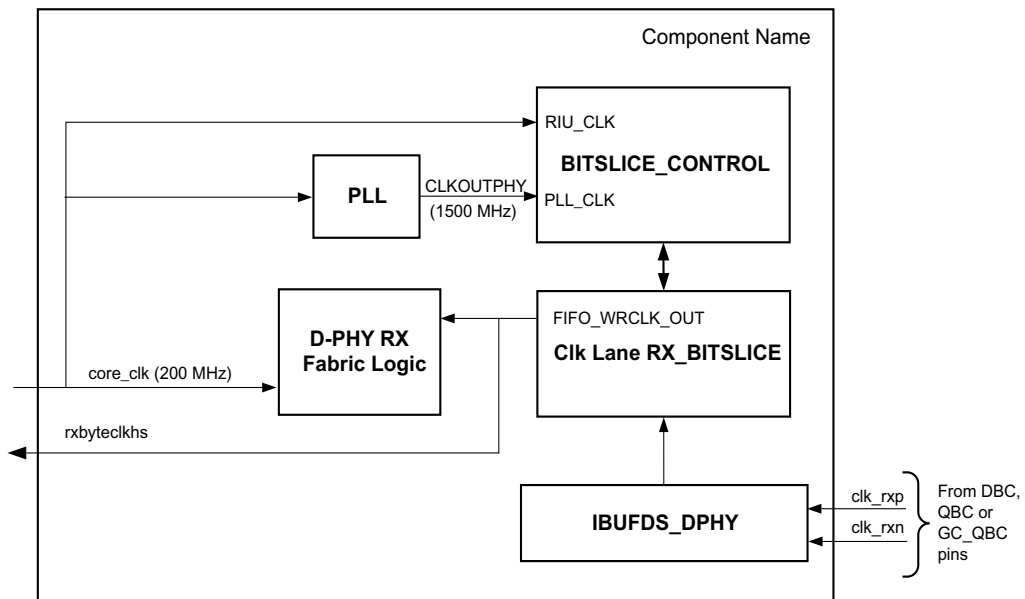 Component Name
RIU_CLK
BITSLICE_CONTROL
PLL
CLKOUTPHY
(1500 MHz)
PLL_CLK
D-PHY RX
Fabric Logic
FIFO_WRCLK_OUT
Clk Lane RX_BITSLICE
core_clk (200 MHz)
rxbyteclkhs
IBUFDS_DPHY
clk_rxp
clk_rxn
From DBC,
QBC or
GC_QBC
pins